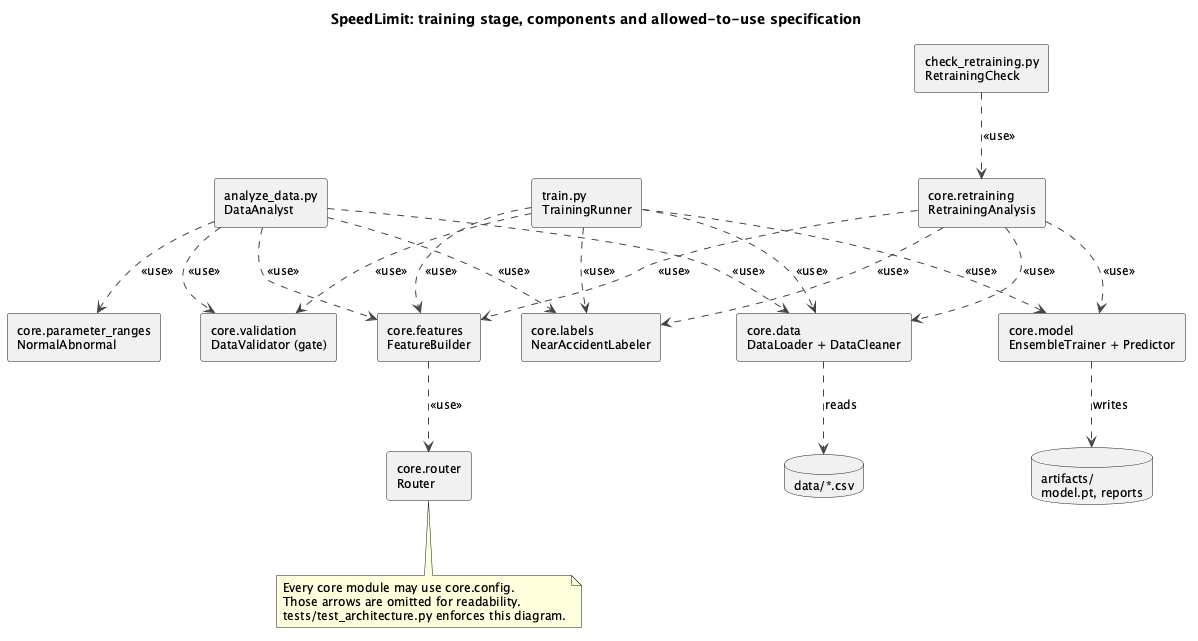 SpeedLimit: training stage, components and allowed-to-use specification
check_retraining.py
RetrainingCheck
«use»
analyze_data.py
DataAnalyst
train.py
TrainingRunner
core.retraining
RetrainingAnalysis
«use»
«use»
«use»
«use»
«use»
«use»
«use»
«use»
«use»
«use»
«use»
«use»
«use»
«use»
core.parameter_ranges
NormalAbnormal
core.validation
DataValidator (gate)
core.features
FeatureBuilder
core.labels
NearAccidentLabeler
core.data
DataLoader + DataCleaner
core.model
EnsembleTrainer + Predictor
«use»
reads
writes
core.router
Router
data/*.csv
artifacts/
model.pt, reports
Every core module may use core.config.
Those arrows are omitted for readability.
tests/test_architecture.py enforces this diagram.